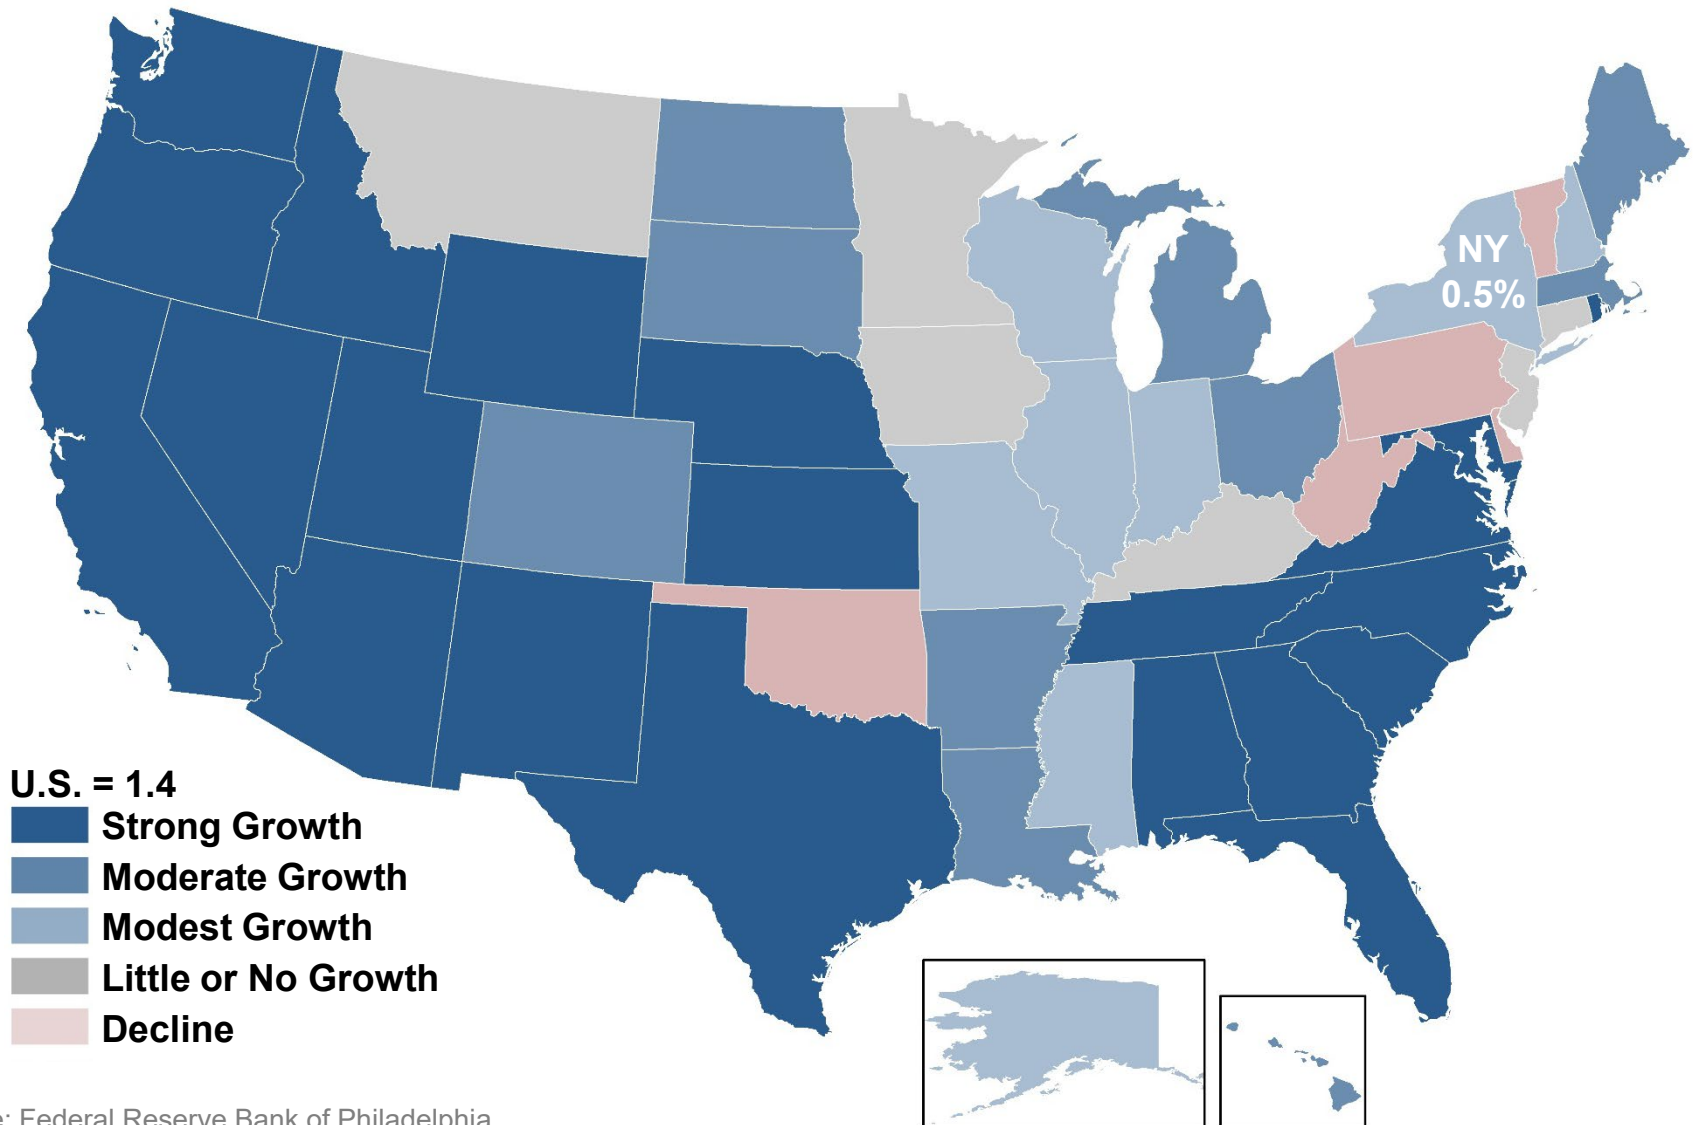 NY
0.5%
U.S. = 1.4
Strong Growth
Moderate Growth
Modest Growth
Little or No Growth
Decline
: Federal Reserve Bank of Philadelphia